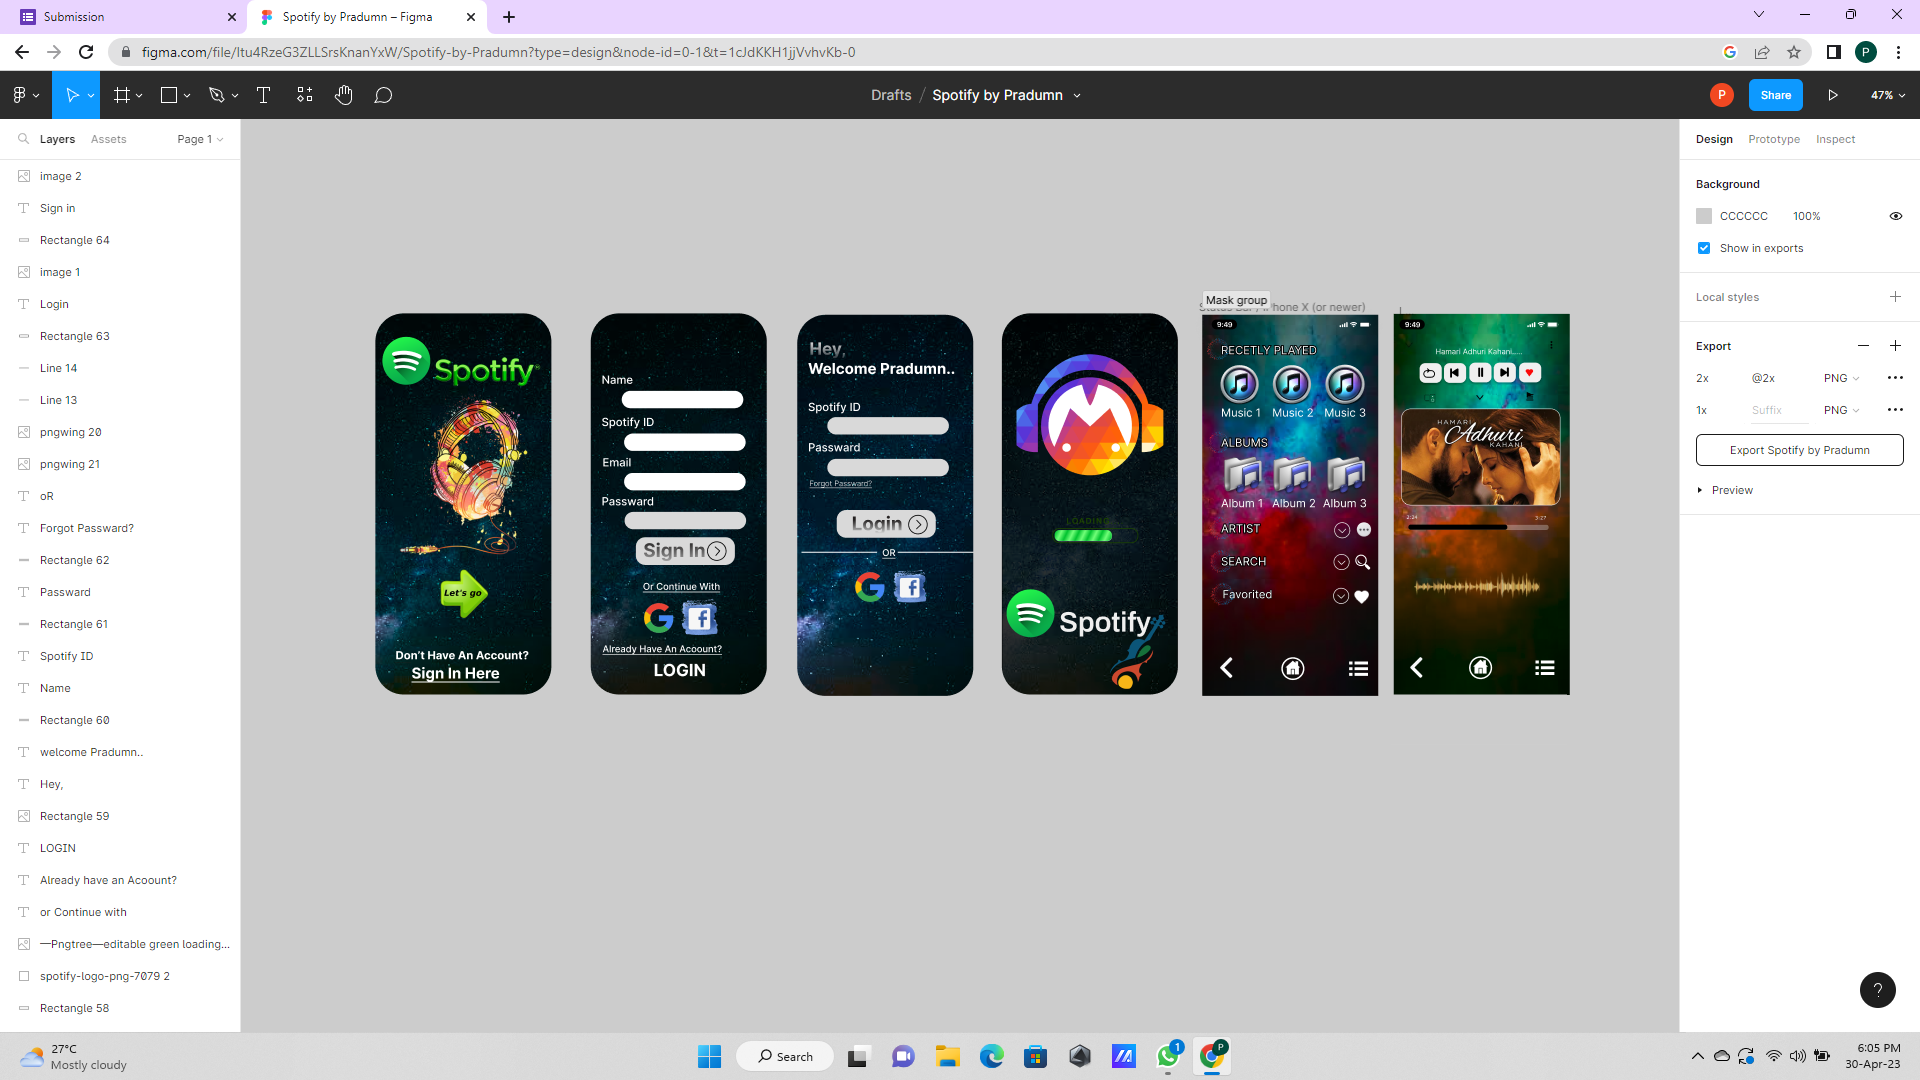 Submission
Spotify by Pradumn – Figma
figma.com/file/Itu4RzeG3ZLLSrsKnanYxW/Spotify-by-Pradumn?type=design&node-id=0-1&t=1cJdKKH1jjVvhvKb-0
P
Drafts / Spotify by Pradumn
P
Share
47%
Layers
Assets
Page 1
image 2
Sign in
Rectangle 64
image 1
Login
Rectangle 63
Line 14
Line 13
pngwing 20
pngwing 21
oR
Forgot Password?
Rectangle 62
Password
Rectangle 61
Spotify ID
Name
Rectangle 60
welcome Pradumn..
Hey,
Rectangle 59
LOGIN
Already have an Acoount?
or Continue with
—Pngtree—editable green loading...
spotify-logo-png-7079 2
Rectangle 58
Spotify
Let's go
Don't Have An Account?
Sign In Here
Name
Spotify ID
Email
Password
Sign In
Or Continue With
Already Have An Acoount?
LOGIN
Hey,
Welcome Pradumn..
Spotify ID
Password
Forgot Password?
Login
OR
LOADING
Spotify
Mask group
iPhone X (or newer)
9:49
RECETLY PLAYED
Music 1 Music 2 Music 3
ALBUMS
Album 1 Album 2 Album 3
ARTIST
SEARCH
Favorited
9:49
Hamari Adhuri Kahani.....
HAMARI
Adhuri
KAHANI
2:34
3:27
Design
Prototype
Inspect
Background
CCCCCC
100%
Show in exports
Local styles
Export
2x
@2x
PNG
1x
Suffix
PNG
Export Spotify by Pradumn
Preview
?
27°C
Mostly cloudy
Search
1
P
6:05 PM
30-Apr-23